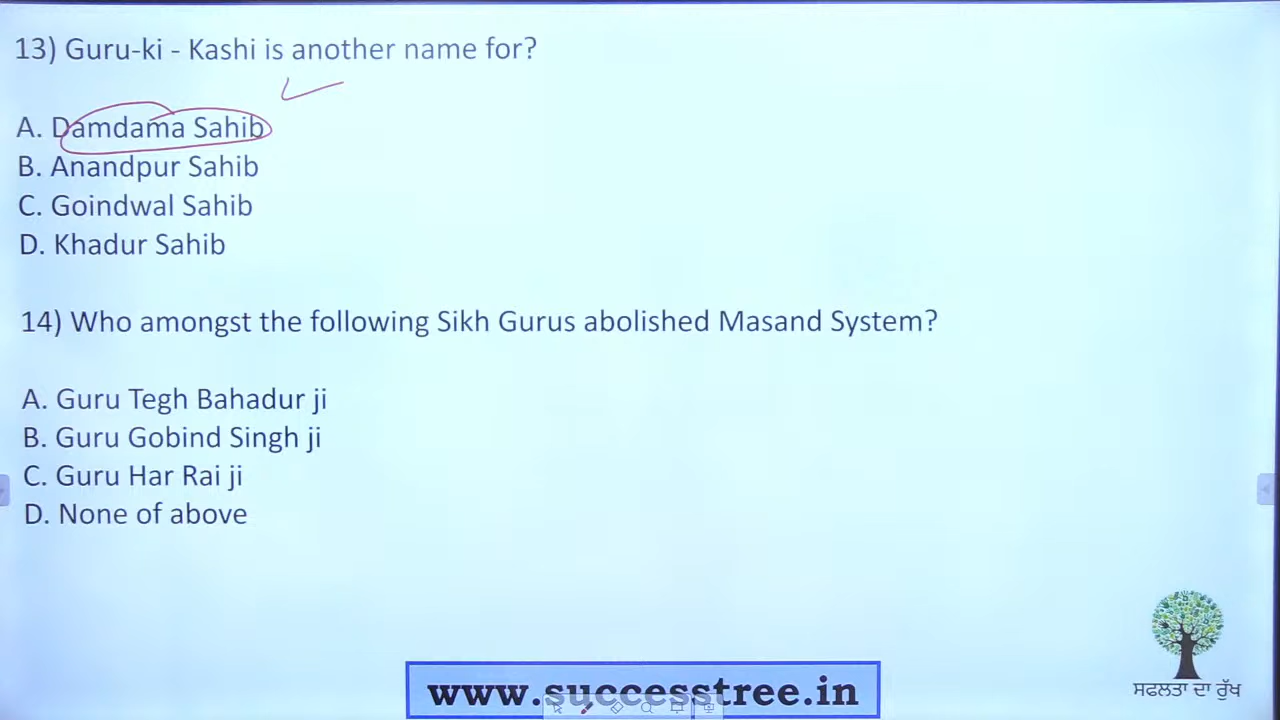 13) Guru-ki - Kashi is another name for?
A. Damdama Sahib
B. Anandpur Sahib
C. Goindwal Sahib
D. Khadur Sahib
14) Who amongst the following Sikh Gurus abolished Masand System?
A. Guru Tegh Bahadur ji
B. Guru Gobind Singh ji
C. Guru Har Rai ji
D. None of above
ਸਫਲਤਾ ਦਾ ਰੁੱਖ
www.successtree.in